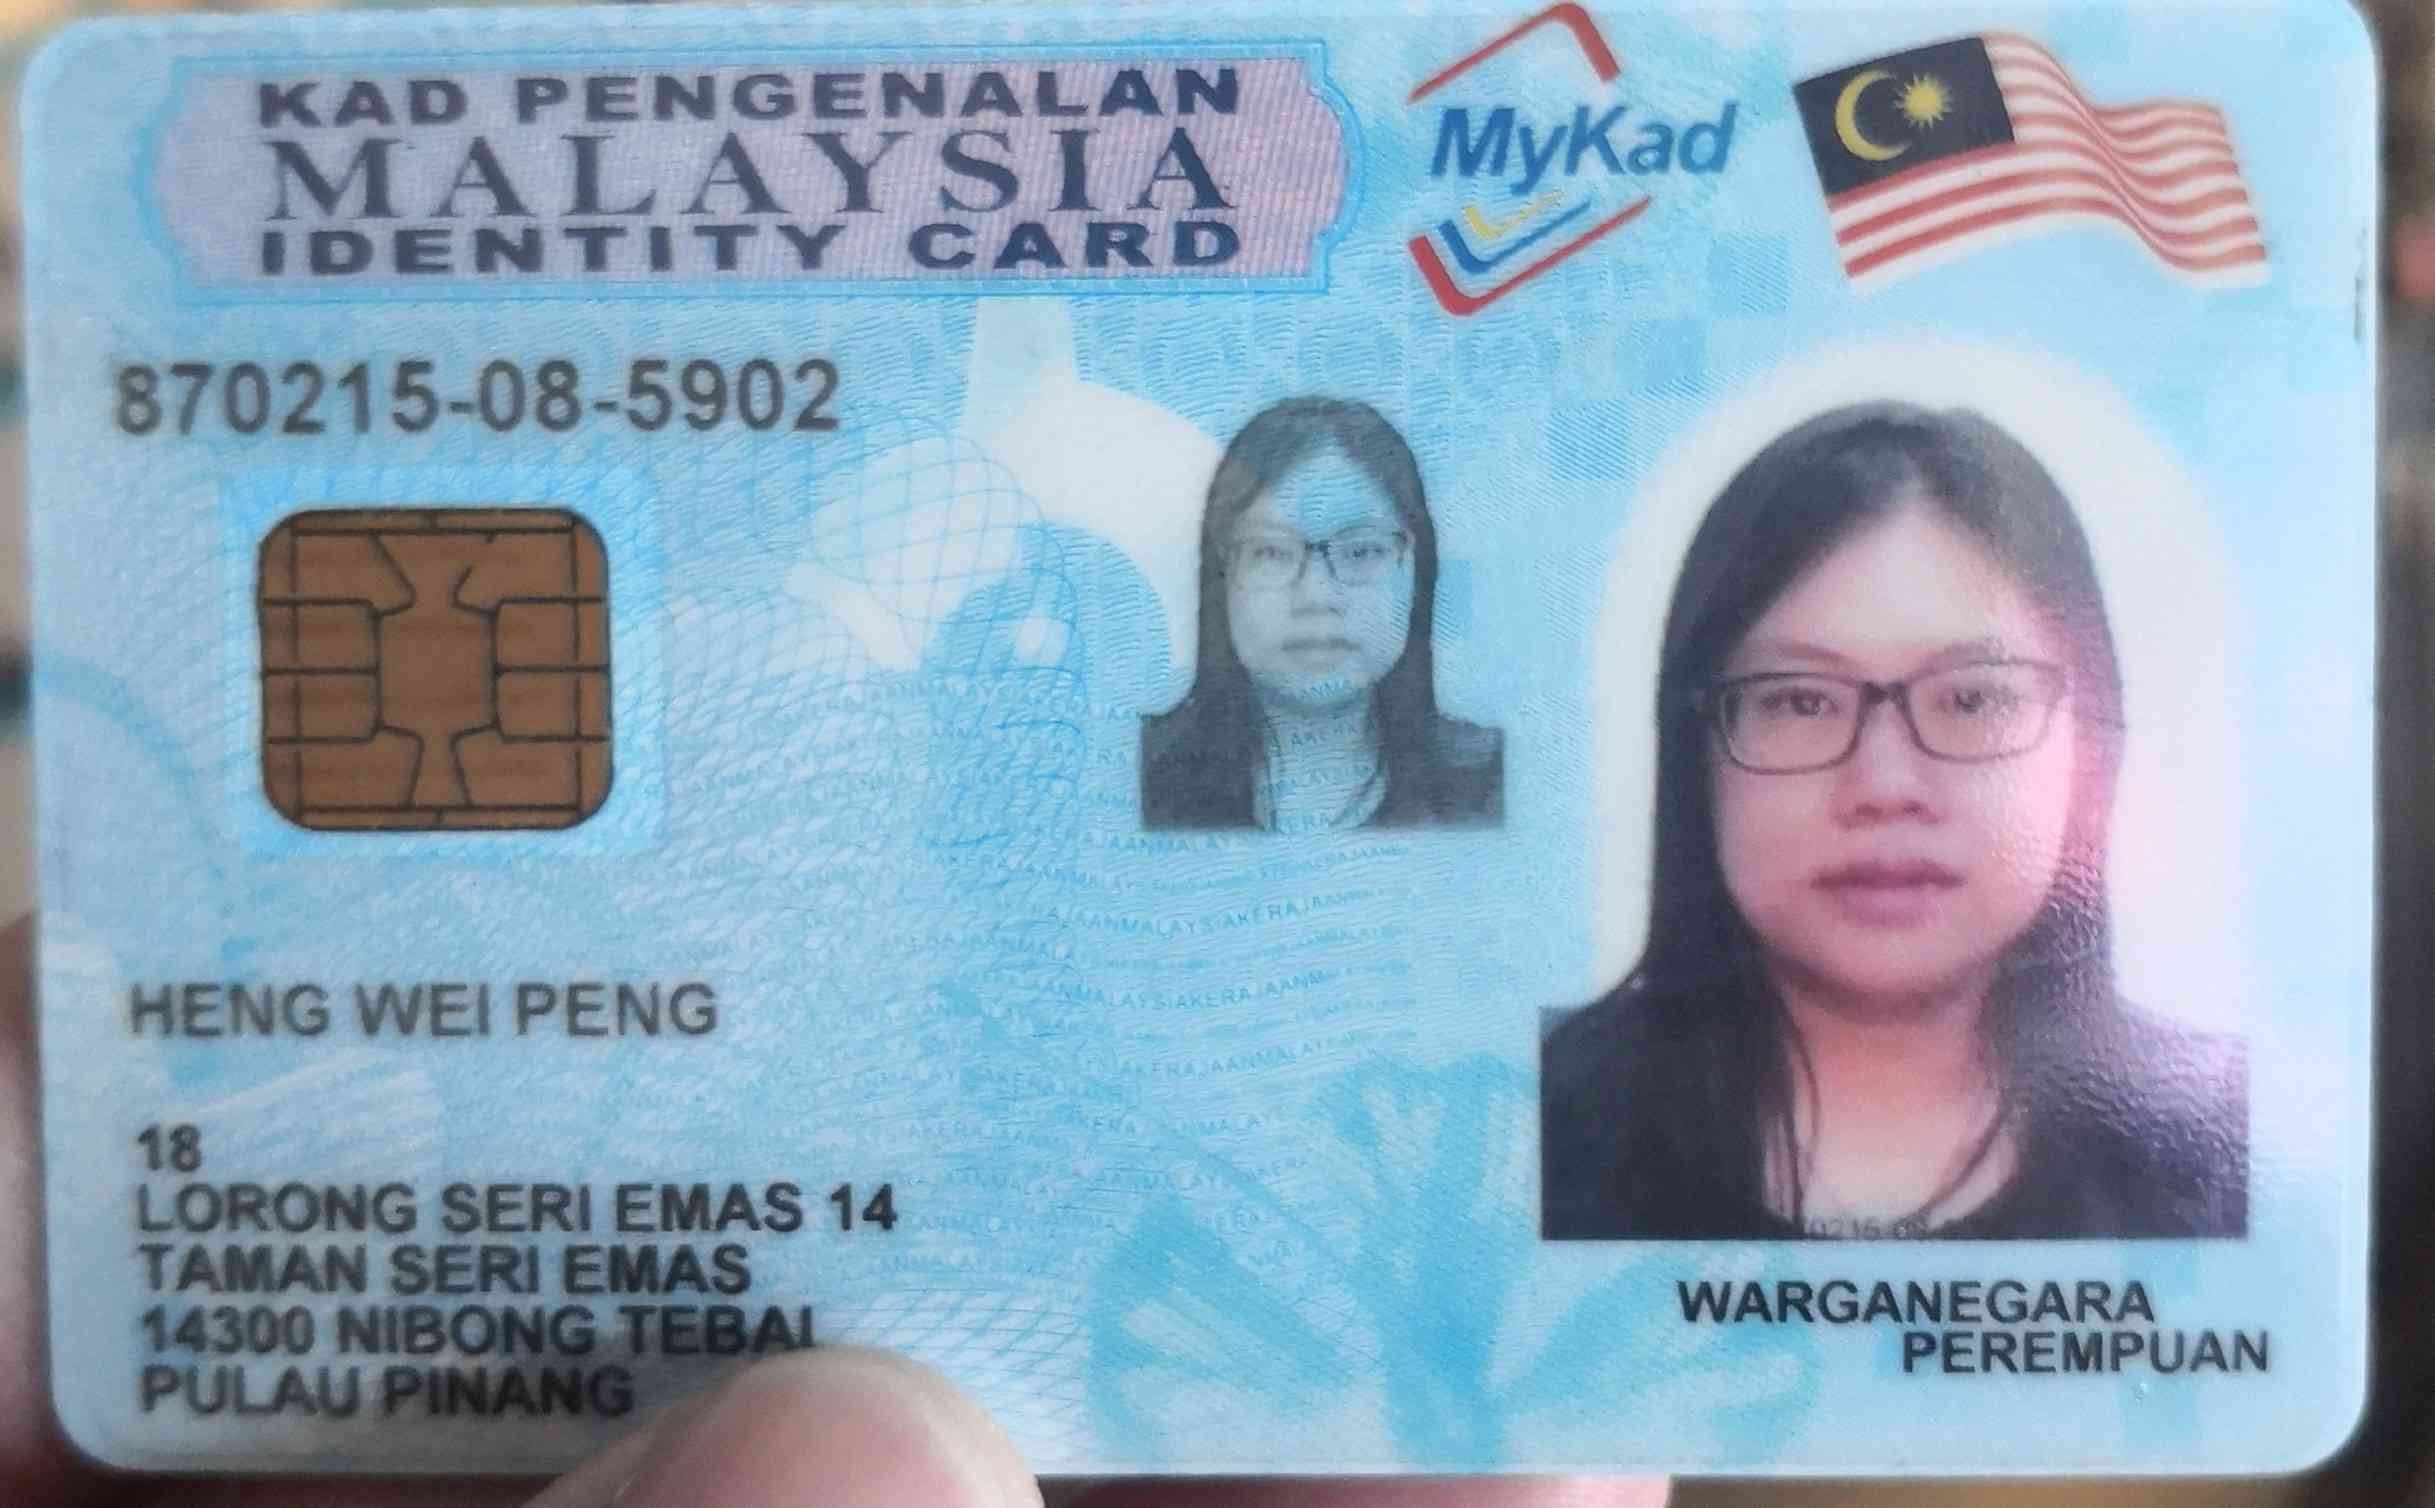 KAD PENGENALAN
MALAYSIA
IDENTITY CARD
MyKad
870215-08-5902
HENG WEI PENG
18
LORONG SERI EMAS 14
TAMAN SERI EMAS
14300 NIBONG TEBAL
PULAU PINANG
WARGANEGARA
PEREMPUAN